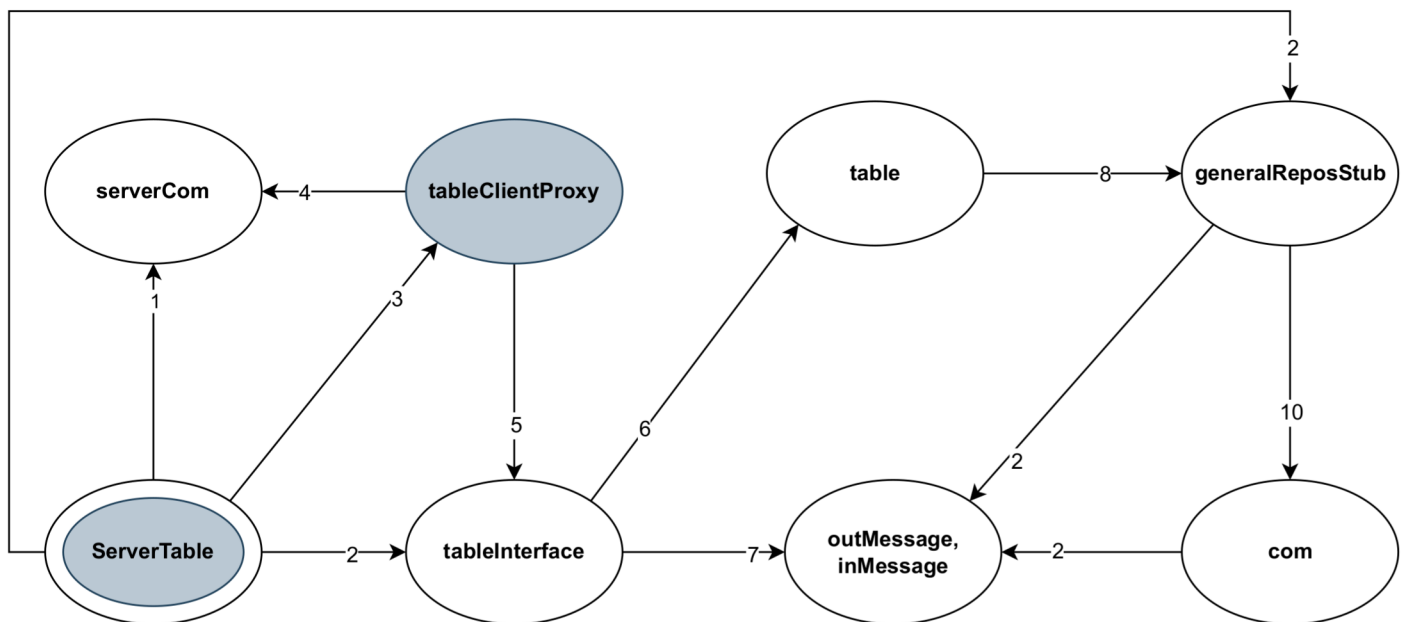 2
serverCom
4
tableClientProxy
table
8
generalReposStub
1
3
5
6
10
2
ServerTable
2
tableInterface
7
outMessage,
inMessage
2
com